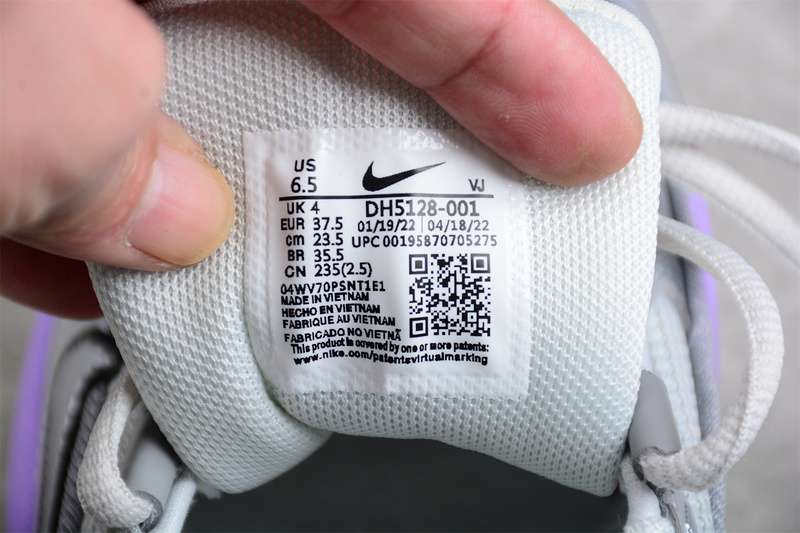 US
6.5
VJ
UK 4 DH5128-001
EUR 37.5 01/19/22 | 04/18/22
cm 23.5 UPC 00195870705275
BR 35.5
CN 235(2.5)
04WV70PSNT1E1
MADE IN VIETNAM
HECHO EN VIETNAM
FABRIQUE AU VIETNAM
FABRICADO NO VIETNÃ
This product is covered by one or more patents:
www.nike.com/patentsvirtualmarking